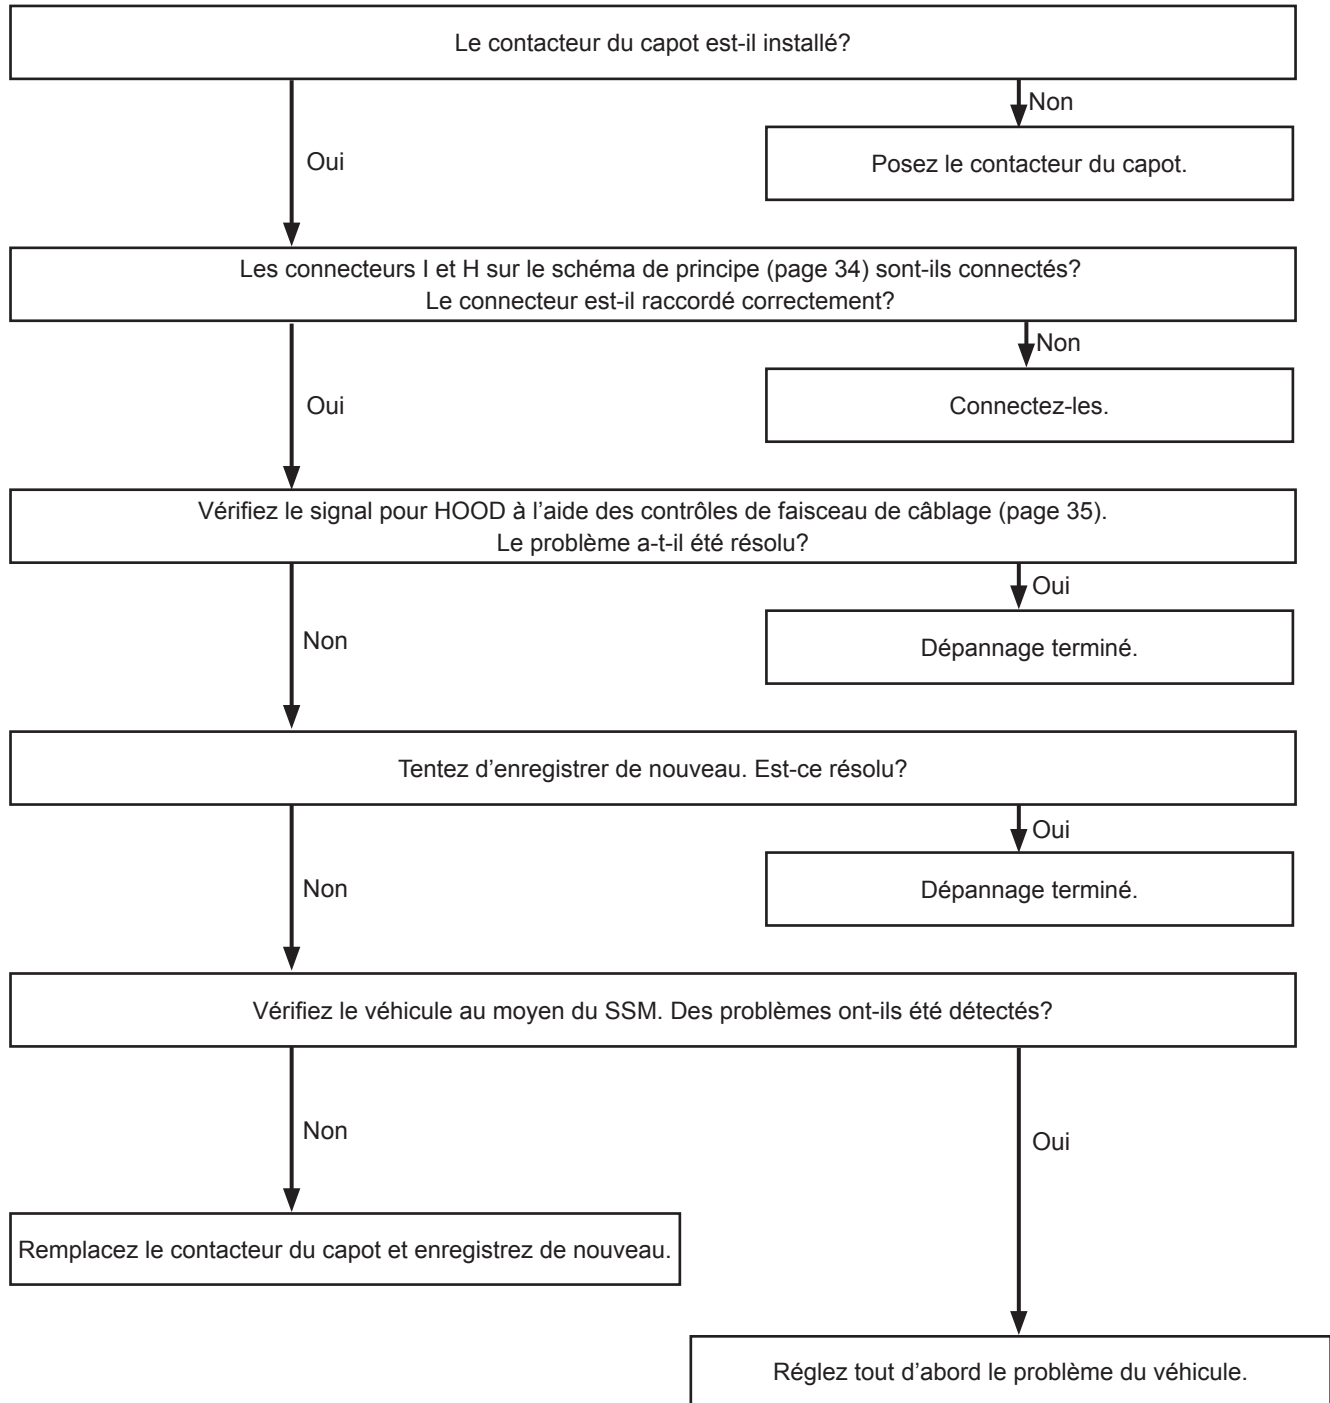 Le contacteur du capot est-il installé?
Non
Oui
Posez le contacteur du capot.
Les connecteurs I et H sur le schéma de principe (page 34) sont-ils connectés?
Le connecteur est-il raccordé correctement?
Non
Oui
Connectez-les.
Vérifiez le signal pour HOOD à l’aide des contrôles de faisceau de câblage (page 35).
Le problème a-t-il été résolu?
Oui
Non
Dépannage terminé.
Tentez d’enregistrer de nouveau. Est-ce résolu?
Oui
Non
Dépannage terminé.
Vérifiez le véhicule au moyen du SSM. Des problèmes ont-ils été détectés?
Non
Oui
Remplacez le contacteur du capot et enregistrez de nouveau.
Réglez tout d’abord le problème du véhicule.